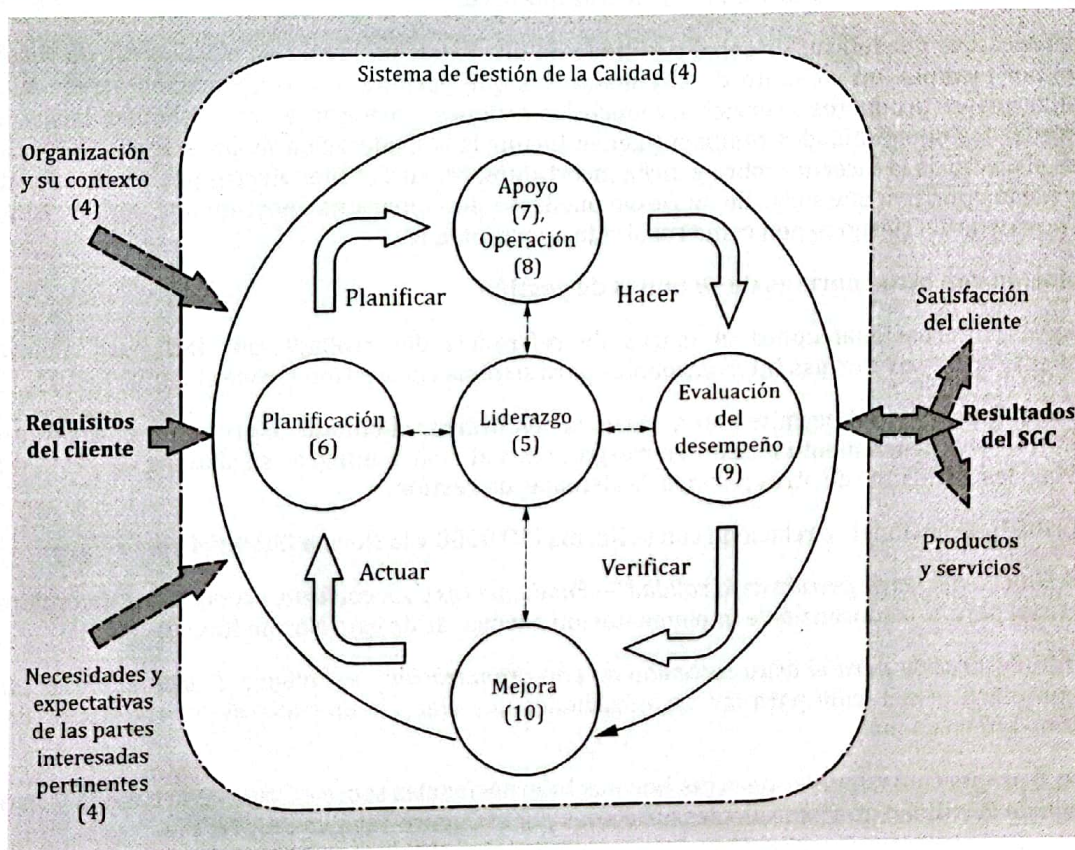 Sistema de Gestión de la Calidad (4)
Organización
y su contexto
(4)
Apoyo
(7),
Operación
(8)
Planificar
Hacer
Satisfacción
del cliente
Requisitos
del cliente
Planificación
(6)
Liderazgo
(5)
Evaluación
del
desempeño
(9)
Resultados
del SGC
Actuar
Verificar
Productos
y servicios
Necesidades y
expectativas
de las partes
interesadas
pertinentes
(4)
Mejora
(10)